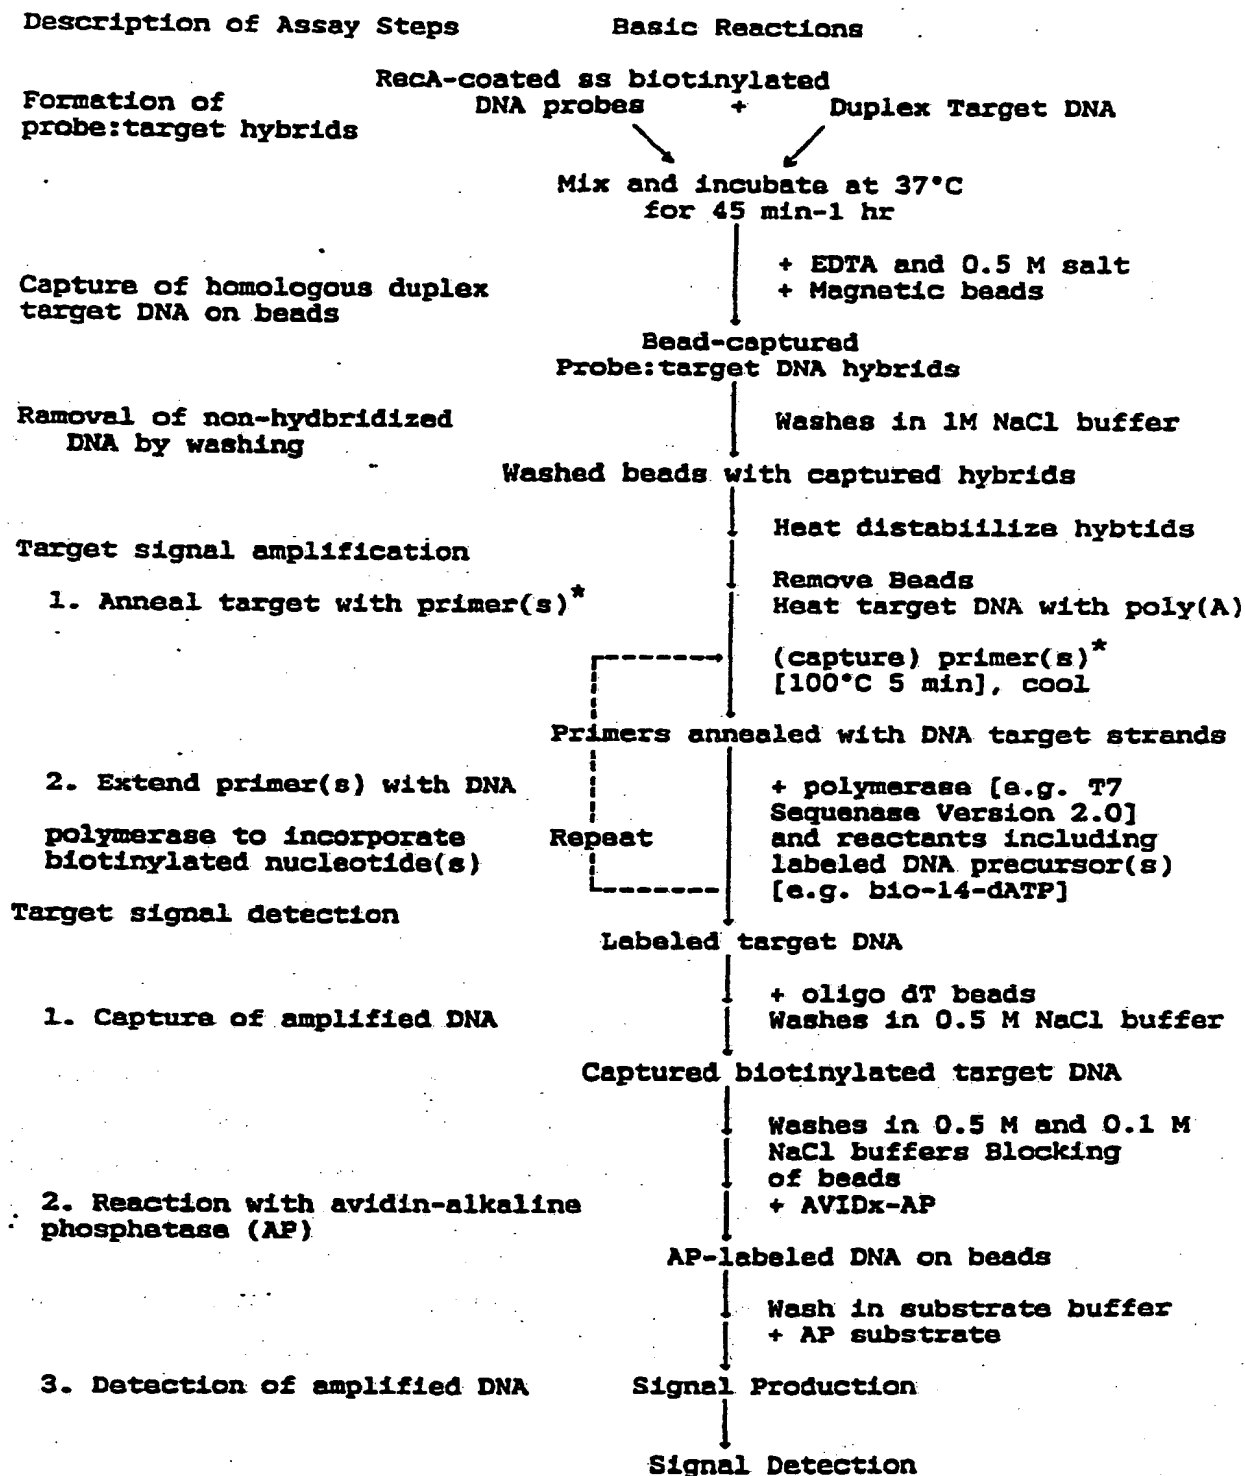 Description of Assay Steps Basic Reactions
RecA-coated ss biotinylated
DNA probes + Duplex Target DNA
Formation of
probe:target hybrids
Mix and incubate at 37°C
for 45 min-1 hr
+ EDTA and 0.5 M salt
+ Magnetic beads
Capture of homologous duplex
target DNA on beads
Bead-captured
Probe:target DNA hybrids
Ramoval of non-hydbridized
DNA by washing
Washes in 1M NaCl buffer
Washed beads with captured hybrids
Heat distabiilize hybtids
Target signal amplification
Remove Beads
1. Anneal target with primer(s)* Heat target DNA with poly(A)
(capture) primer(s)*
[100°C 5 min], cool
Primers annealed with DNA target strands
2. Extend primer(s) with DNA
polymerase to incorporate
biotinylated nucleotide(s)
Repeat
+ polymerase [e.g. T7
Sequenase Version 2.0]
and reactants including
labeled DNA precursor(s)
[e.g. bio-14-dATP]
Target signal detection
Labeled target DNA
+ oligo dT beads
1. Capture of amplified DNA Washes in 0.5 M NaCl buffer
Captured biotinylated target DNA
Washes in 0.5 M and 0.1 M
NaCl buffers Blocking
of beads
+ AVIDx-AP
2. Reaction with avidin-alkaline
phosphatase (AP)
AP-labeled DNA on beads
Wash in substrate buffer
+ AP substrate
3. Detection of amplified DNA Signal Production
Signal Detection